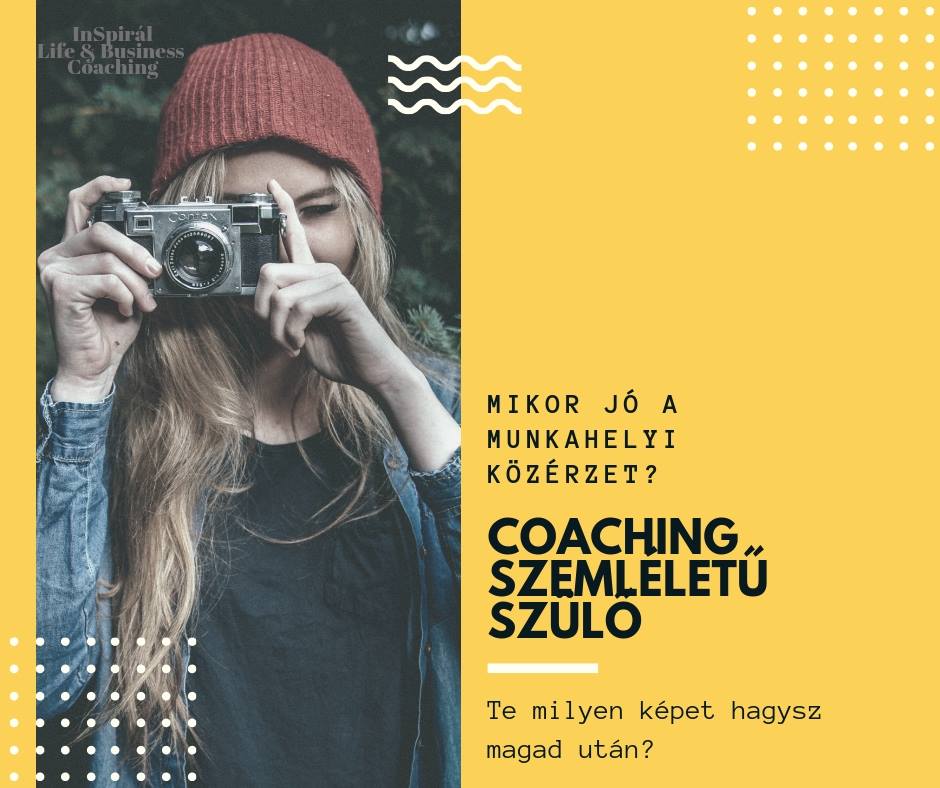 InSpirál
Life & Business
Coaching
Contax
MIKOR JÓ A
MUNKAHELYI
KÖZÉRZET?
COACHING
SZEMLÉLETŰ
SZÜLŐ
Te milyen képet hagysz
magad után?